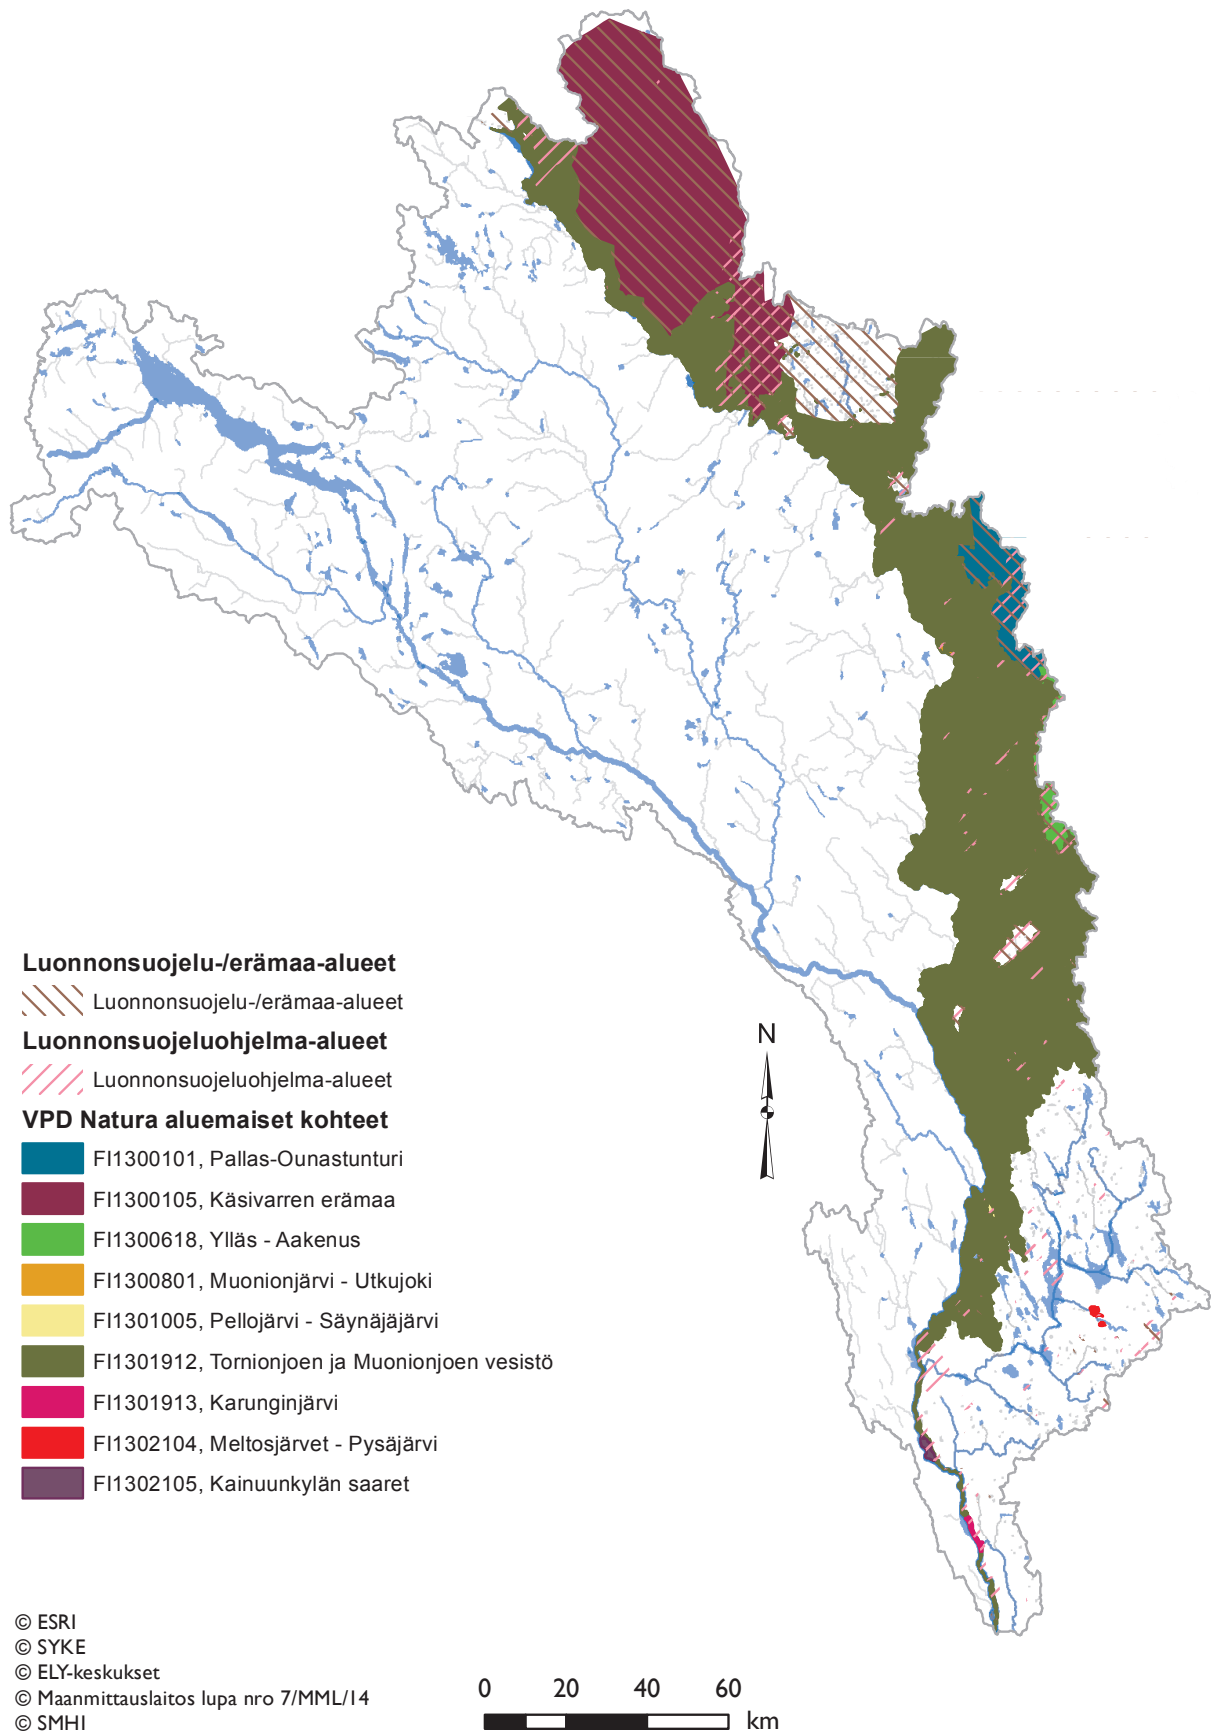 N
Luonnonsuojelu-/erämaa-alueet
Luonnonsuojelu-/erämaa-alueet
Luonnonsuojeluohjelma-alueet
Luonnonsuojeluohjelma-alueet
VPD Natura aluemaiset kohteet
FI1300101, Pallas-Ounastunturi
FI1300105, Käsivarren erämaa
FI1300618, Ylläs - Aakenus
FI1300801, Muonionjärvi - Utkujoki
FI1301005, Pellojärvi - Säynäjäjärvi
FI1301912, Tornionjoen ja Muonionjoen vesistö
FI1301913, Karunginjärvi
FI1302104, Meltosjärvet - Pysäjärvi
FI1302105, Kainuunkylän saaret
© ESRI
© SYKE
© ELY-keskukset
© Maanmittauslaitos lupa nro 7/MML/14
© SMHI
0 20 40 60
km